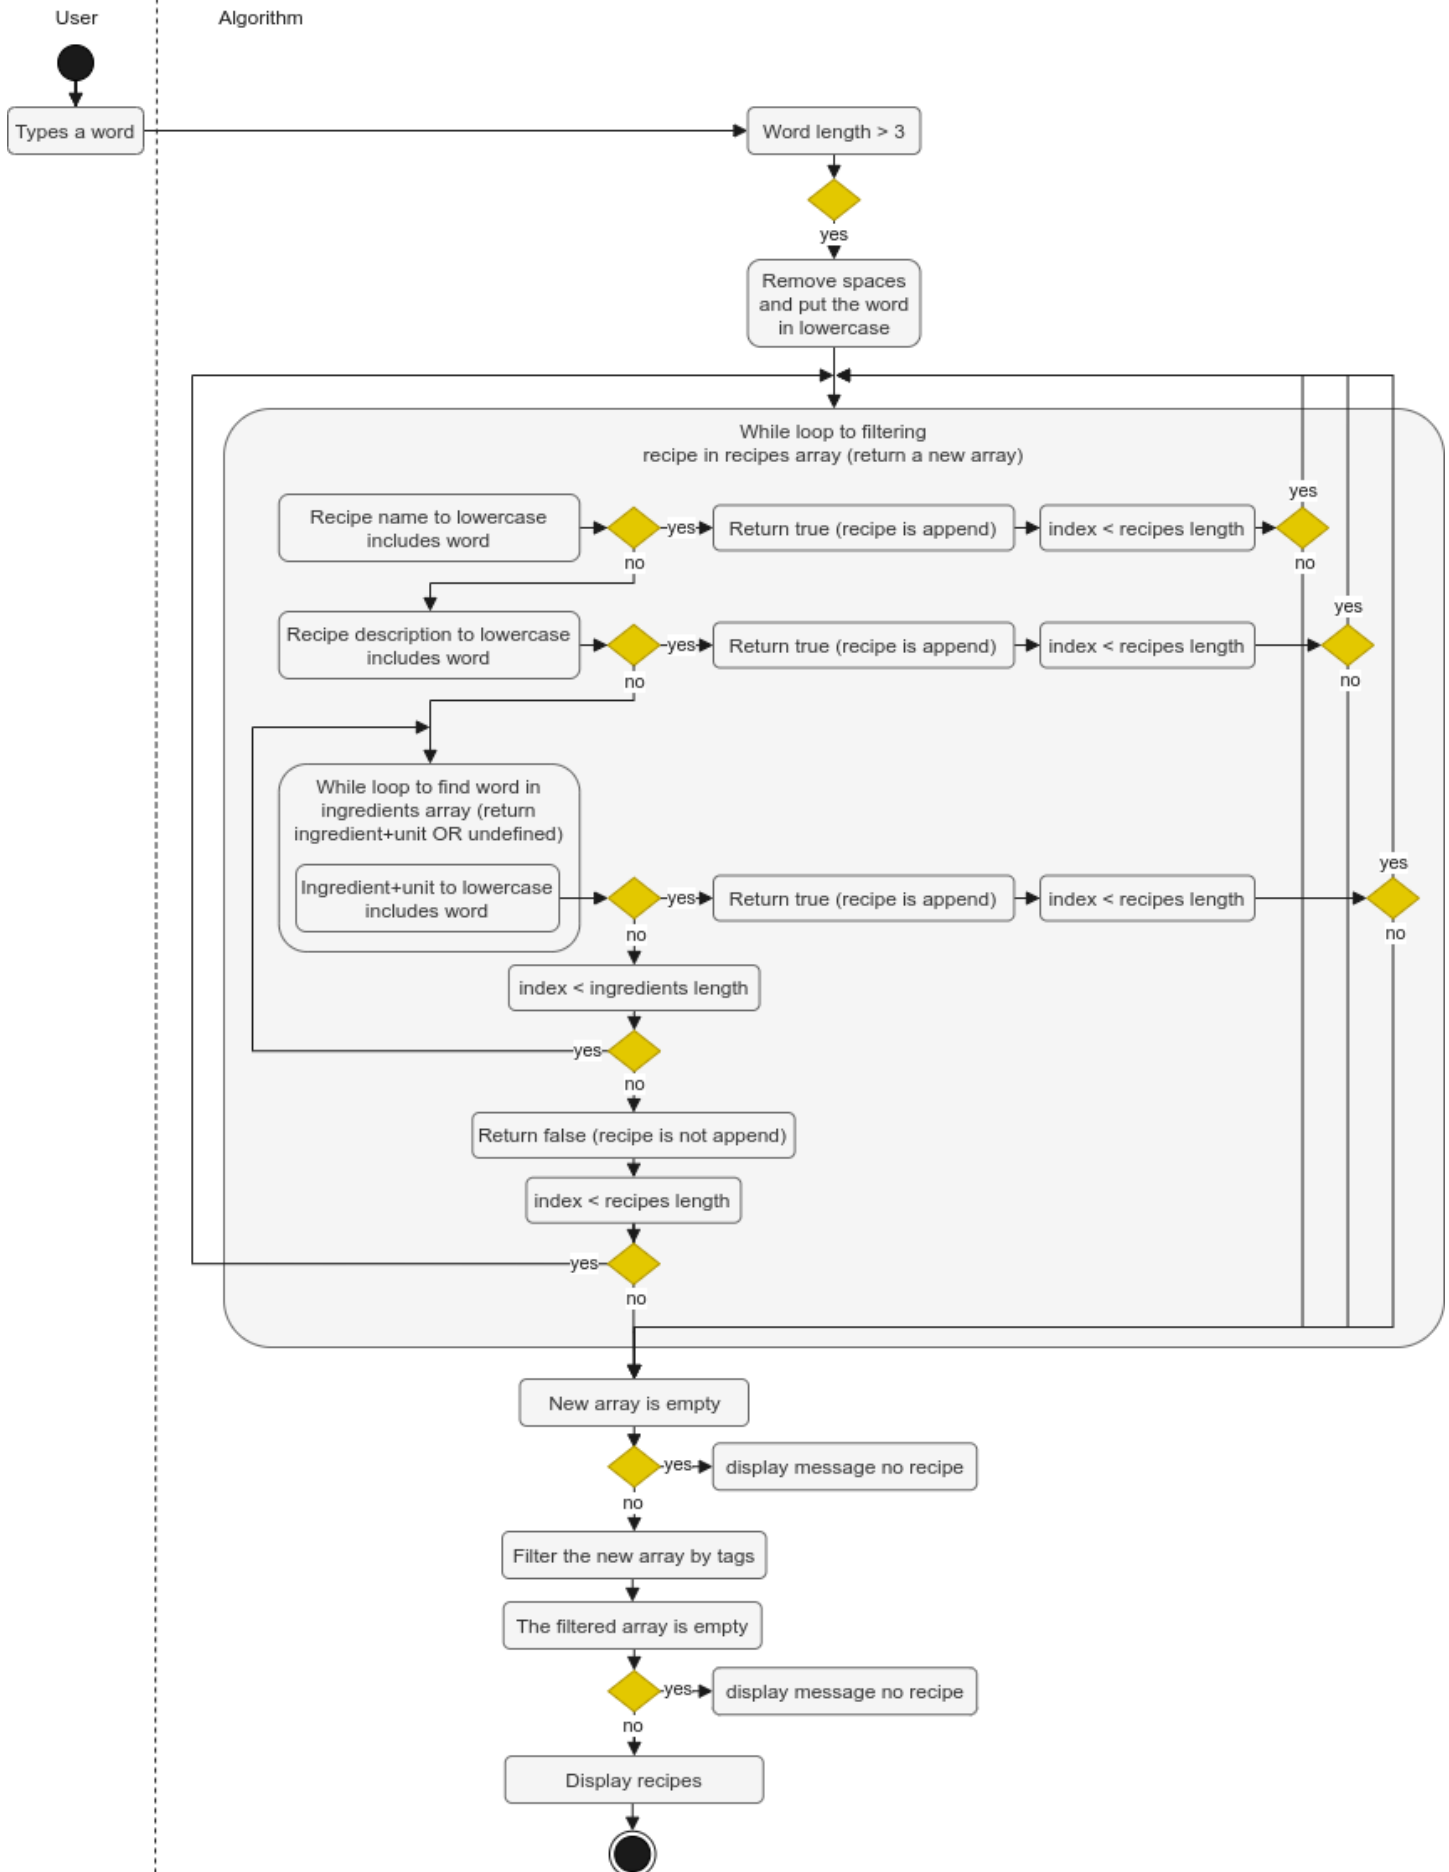 User
Algorithm
Types a word
Word length > 3
yes
Remove spaces
and put the word
in lowercase
While loop to filtering
recipe in recipes array (return a new array)
yes
Recipe name to lowercase
includes word
yes
Return true (recipe is append)
index < recipes length
no
no
yes
Recipe description to lowercase
includes word
yes
Return true (recipe is append)
index < recipes length
no
no
While loop to find word in
ingredients array (return
ingredient+unit OR undefined)
yes
Ingredient+unit to lowercase
includes word
yes
Return true (recipe is append)
index < recipes length
no
no
index < ingredients length
yes
no
Return false (recipe is not append)
index < recipes length
yes
no
New array is empty
yes
display message no recipe
no
Filter the new array by tags
The filtered array is empty
yes
display message no recipe
no
Display recipes